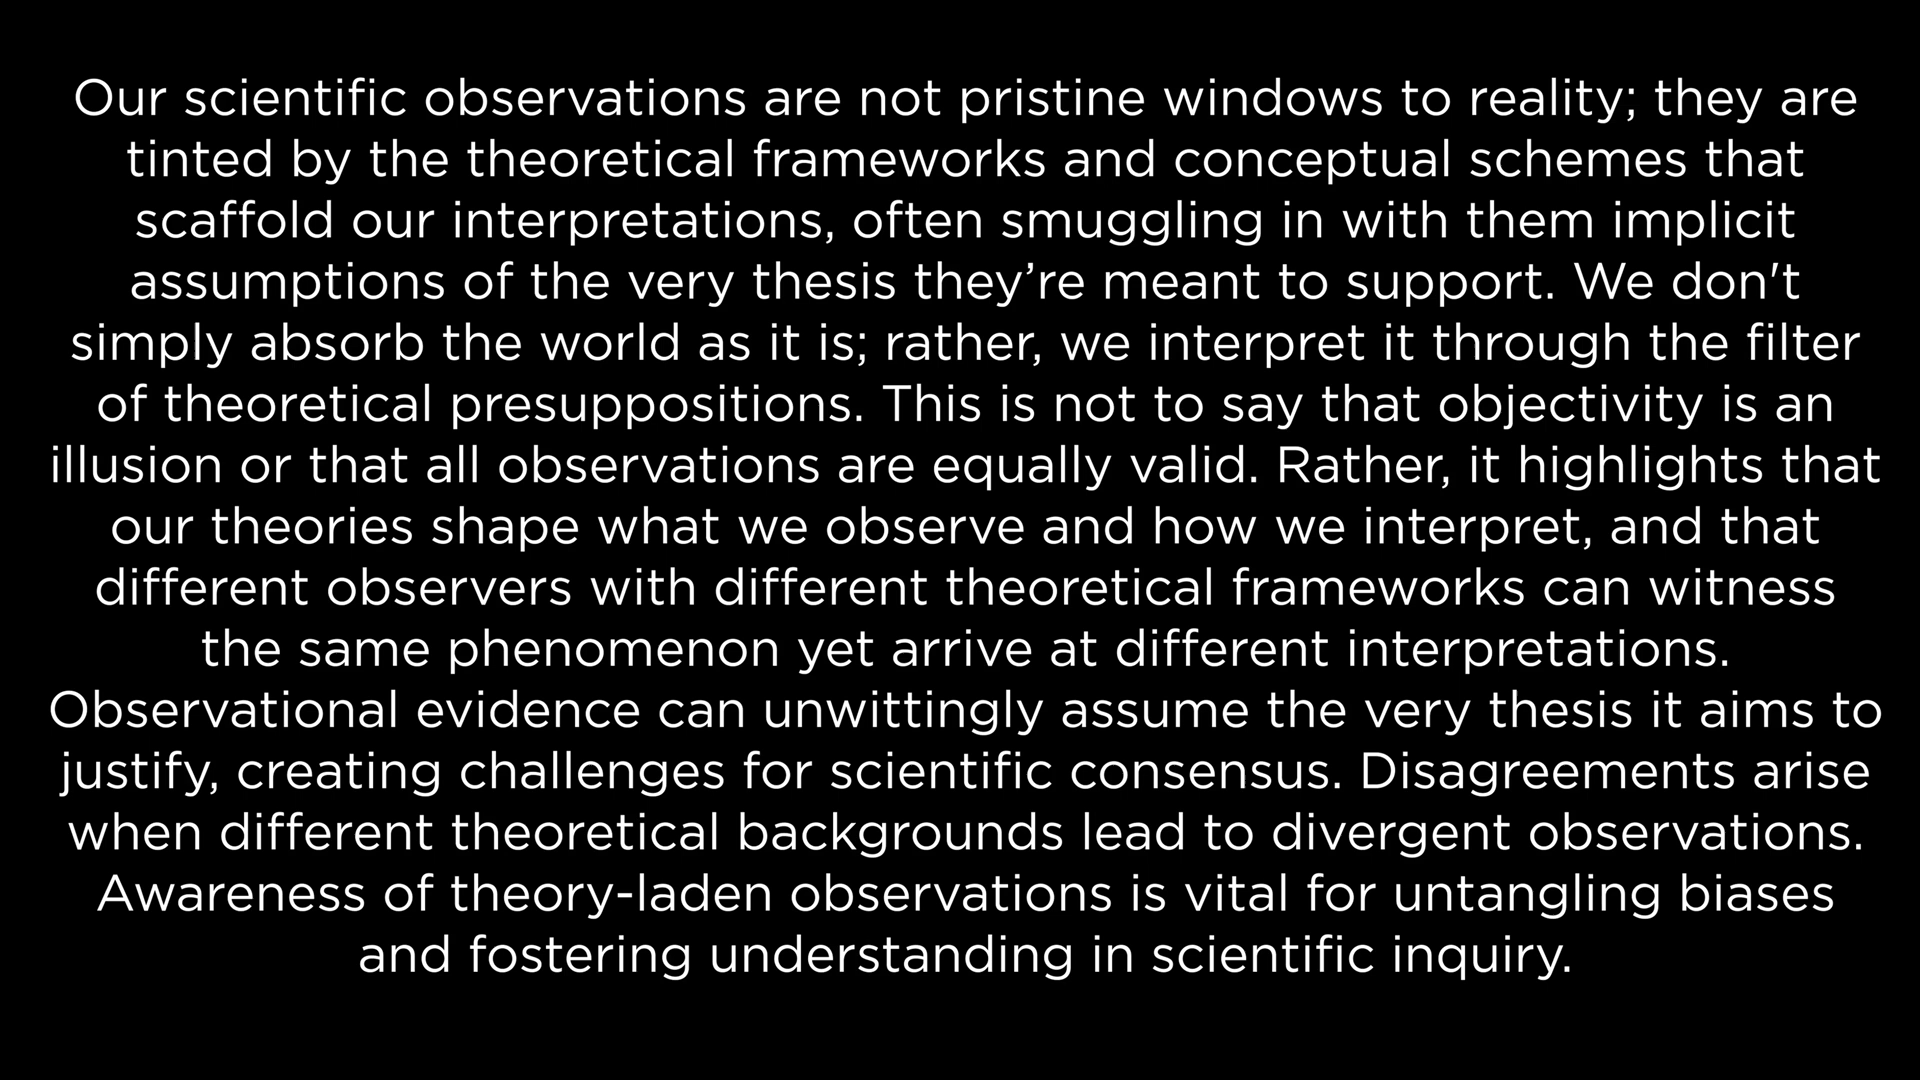 Our scientific observations are not pristine windows to reality; they are
tinted by the theoretical frameworks and conceptual schemes that
scaffold our interpretations, often smuggling in with them implicit
assumptions of the very thesis they’re meant to support. We don't
simply absorb the world as it is; rather, we interpret it through the filter
of theoretical presuppositions. This is not to say that objectivity is an
illusion or that all observations are equally valid. Rather, it highlights that
our theories shape what we observe and how we interpret, and that
different observers with different theoretical frameworks can witness
the same phenomenon yet arrive at different interpretations.
Observational evidence can unwittingly assume the very thesis it aims to
justify, creating challenges for scientific consensus. Disagreements arise
when different theoretical backgrounds lead to divergent observations.
Awareness of theory-laden observations is vital for untangling biases
and fostering understanding in scientific inquiry.